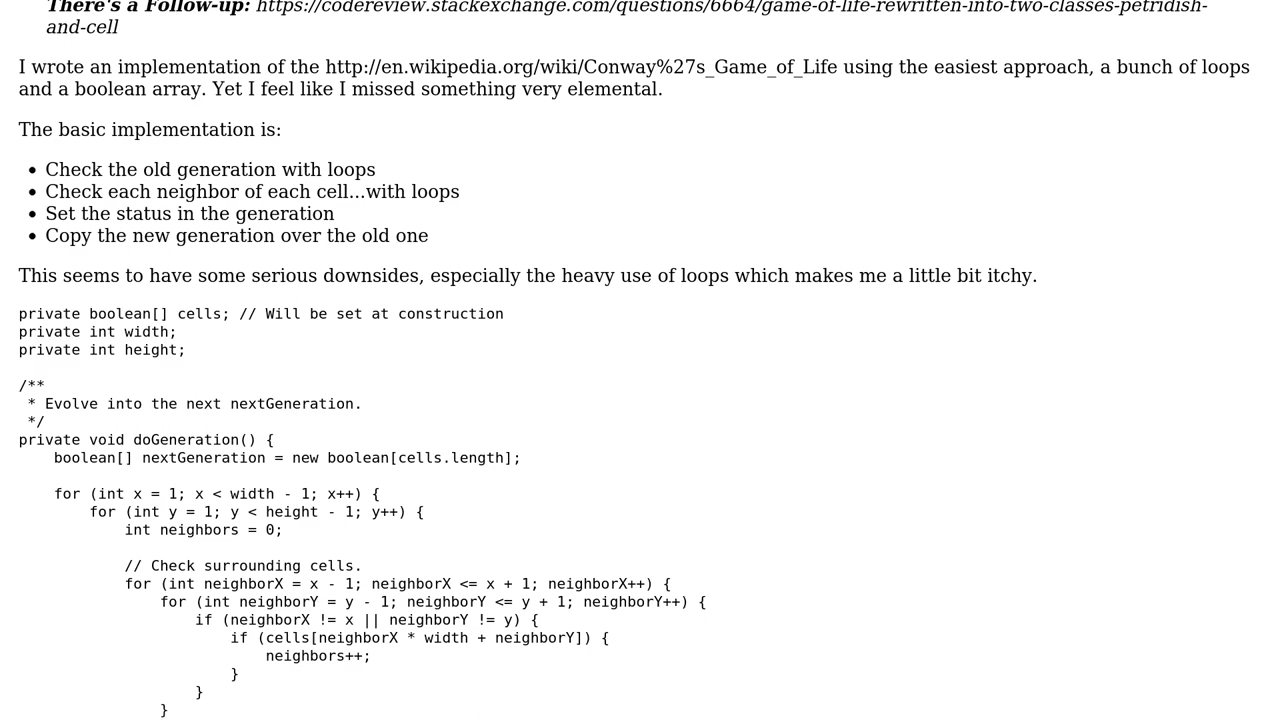 There's a Follow-up: https://codereview.stackexchange.com/questions/6664/game-of-life-rewritten-into-two-classes-petridish-
and-cell
I wrote an implementation of the http://en.wikipedia.org/wiki/Conway%27s_Game_of_Life using the easiest approach, a bunch of loops
and a boolean array. Yet I feel like I missed something very elemental.
The basic implementation is:
• Check the old generation with loops
• Check each neighbor of each cell...with loops
• Set the status in the generation
• Copy the new generation over the old one
This seems to have some serious downsides, especially the heavy use of loops which makes me a little bit itchy.
private boolean[] cells; // Will be set at construction
private int width;
private int height;
/**
 * Evolve into the next nextGeneration.
 */
private void doGeneration() {
    boolean[] nextGeneration = new boolean[cells.length];
    for (int x = 1; x < width - 1; x++) {
        for (int y = 1; y < height - 1; y++) {
            int neighbors = 0;
            // Check surrounding cells.
            for (int neighborX = x - 1; neighborX <= x + 1; neighborX++) {
                for (int neighborY = y - 1; neighborY <= y + 1; neighborY++) {
                    if (neighborX != x || neighborY != y) {
                        if (cells[neighborX * width + neighborY]) {
                            neighbors++;
                        }
                    }
                }